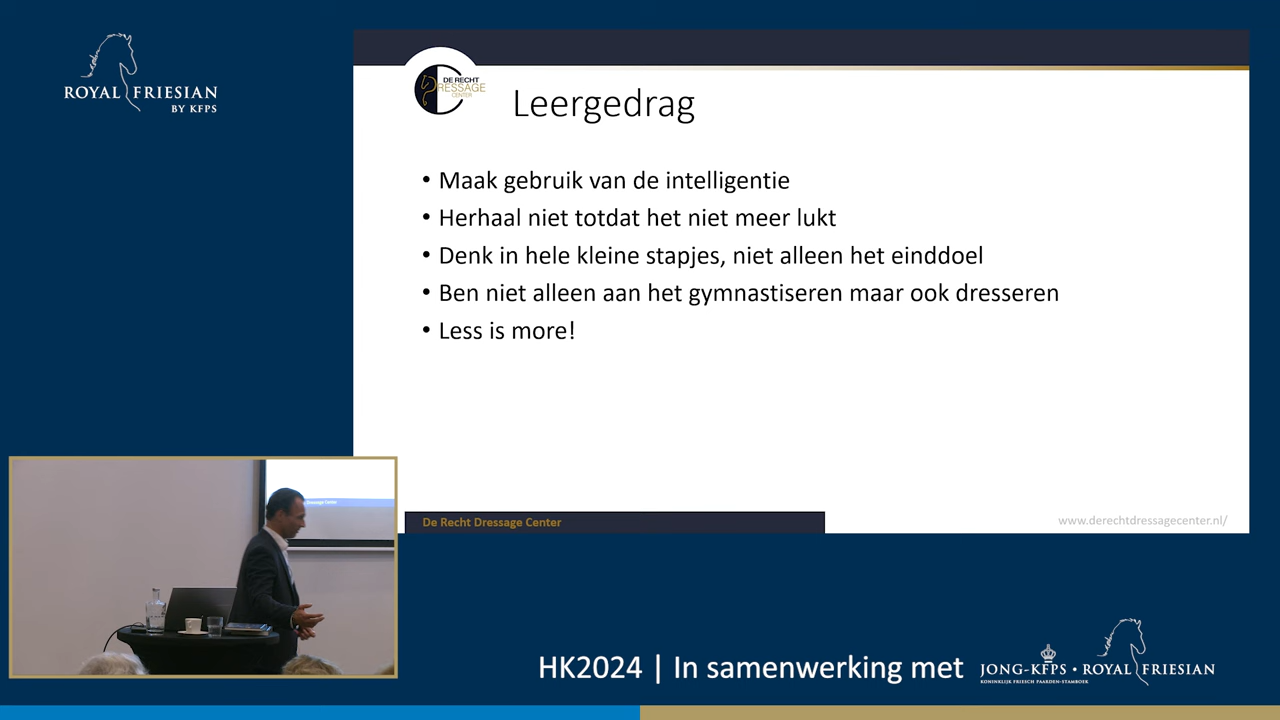 ROYAL FRIESIAN
BY KFPS
DE RECHT
DRESSAGE
CENTER
Leergedrag
• Maak gebruik van de intelligentie
• Herhaal niet totdat het niet meer lukt
• Denk in hele kleine stapjes, niet alleen het einddoel
• Ben niet alleen aan het gymnastiseren maar ook dresseren
• Less is more!
De Recht Dressage Center
www.derechtdressagecenter.nl/
HK2024 | In samenwerking met
JONG-KFPS • ROYAL FRIESIAN
KONINKLIJK FRIESCH PAARDEN-STAMBOEK